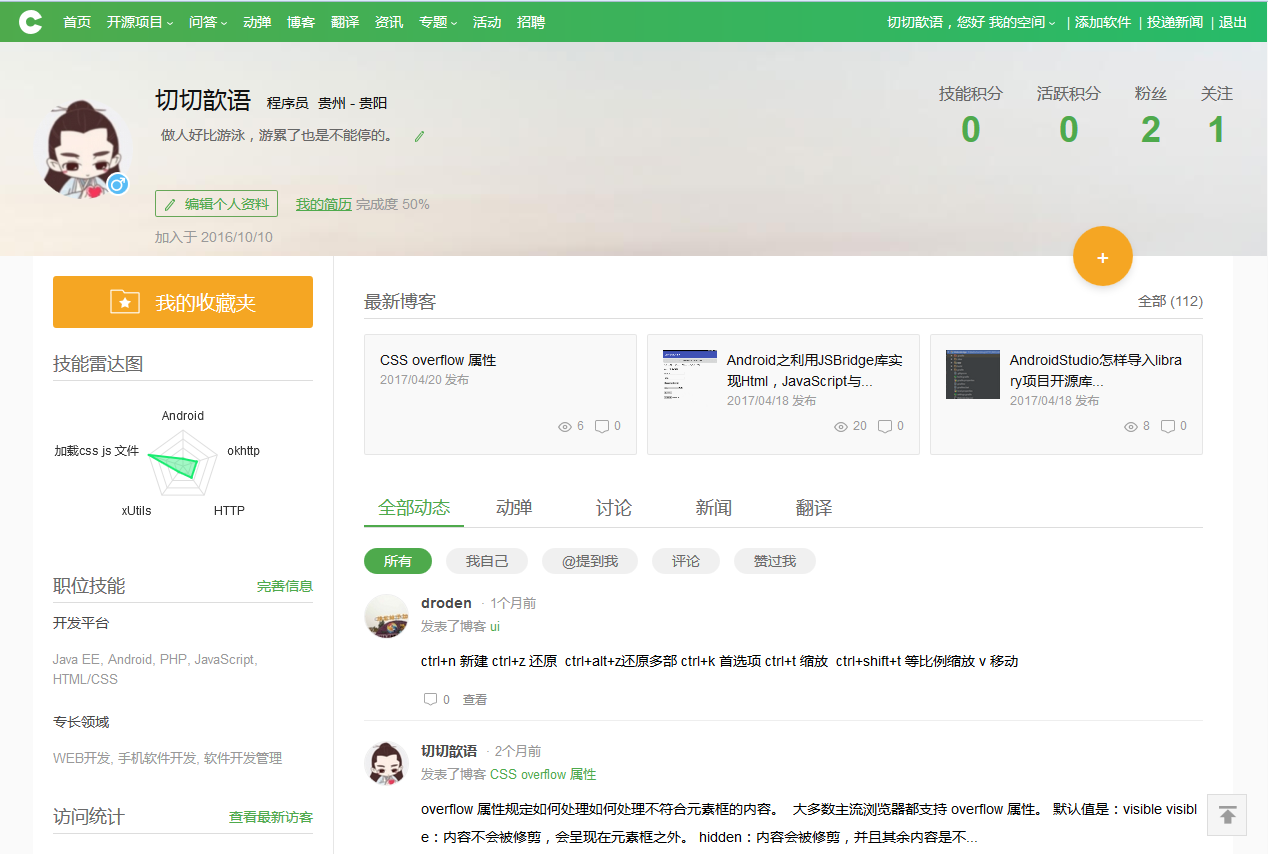 首页 开源项目 问答 动弹 博客 翻译 资讯 专题 活动 招聘 切切歆语，您好 我的空间 | 添加软件 | 投递新闻 | 退出
切切歆语 程序员 贵州 - 贵阳
做人好比游泳，游累了也是不能停的。
技能积分 活跃积分 粉丝 关注
0 0 2 1
编辑个人资料 我的简历 完成度 50%
加入于 2016/10/10
+
我的收藏夹
技能雷达图
Android
加载css js 文件 okhttp
xUtils HTTP
职位技能 完善信息
开发平台
Java EE, Android, PHP, JavaScript,
HTML/CSS
专长领域
WEB开发, 手机软件开发, 软件开发管理
访问统计 查看最新访客
最新博客 全部 (112)
CSS overflow 属性
2017/04/20 发布
6 0
Android之利用JSBridge库实
现Html，JavaScript与...
2017/04/18 发布
20 0
AndroidStudio怎样导入libra
ry项目开源库...
2017/04/18 发布
8 0
全部动态 动弹 讨论 新闻 翻译
所有 我自己 @提到我 评论 赞过我
droden · 1个月前
发表了博客 ui
ctrl+n 新建 ctrl+z 还原 ctrl+alt+z还原多部 ctrl+k 首选项 ctrl+t 缩放 ctrl+shift+t 等比例缩放 v 移动
0 查看
切切歆语 · 2个月前
发表了博客 CSS overflow 属性
overflow 属性规定如何处理如何处理不符合元素框的内容。 大多数主流浏览器都支持 overflow 属性。 默认值是：visible visibl
e：内容不会被修剪，会呈现在元素框之外。 hidden：内容会被修剪，并且其余内容是不...